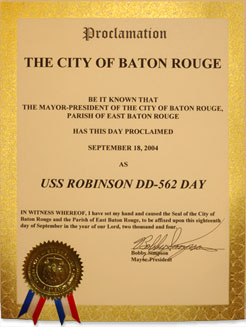 Proclamation
THE CITY OF BATON ROUGE
BE IT KNOWN THAT
THE MAYOR-PRESIDENT OF THE CITY OF BATON ROUGE,
PARISH OF EAST BATON ROUGE
HAS THIS DAY PROCLAIMED
SEPTEMBER 18, 2004
AS
USS ROBINSON DD-562 DAY
IN WITNESS WHEREOF, I have set my hand and caused the Seal of the City of
Baton Rouge and the Parish of East Baton Rouge, to be affixed upon this eighteenth
day of September in the year of our Lord, two thousand and four.
Bobby Simpson
Bobby Simpson
Mayor-President